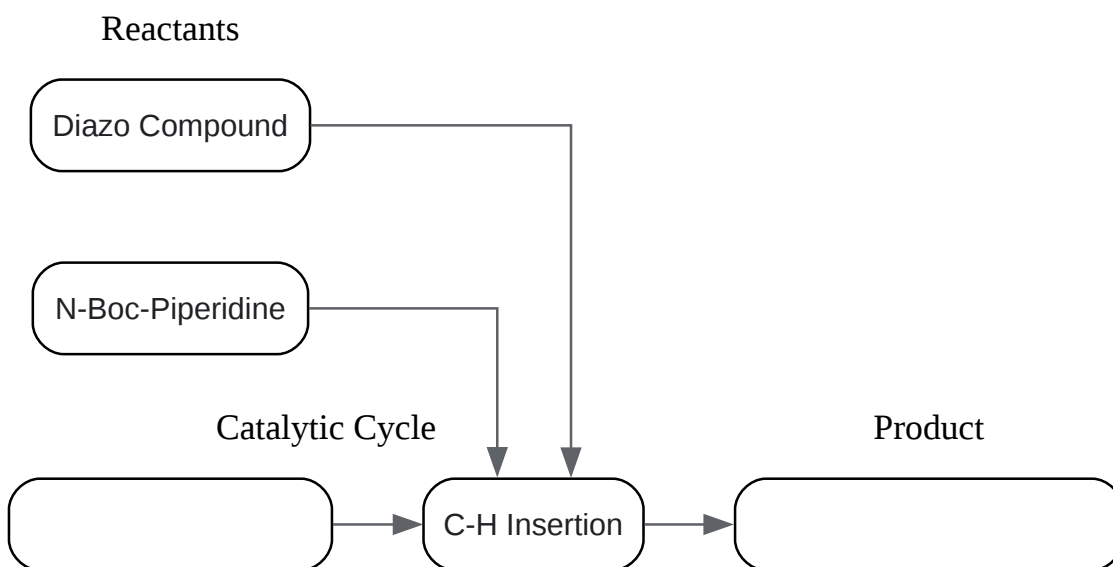 Reactants
Diazo Compound
N-Boc-Piperidine
Catalytic Cycle
Product
C-H Insertion